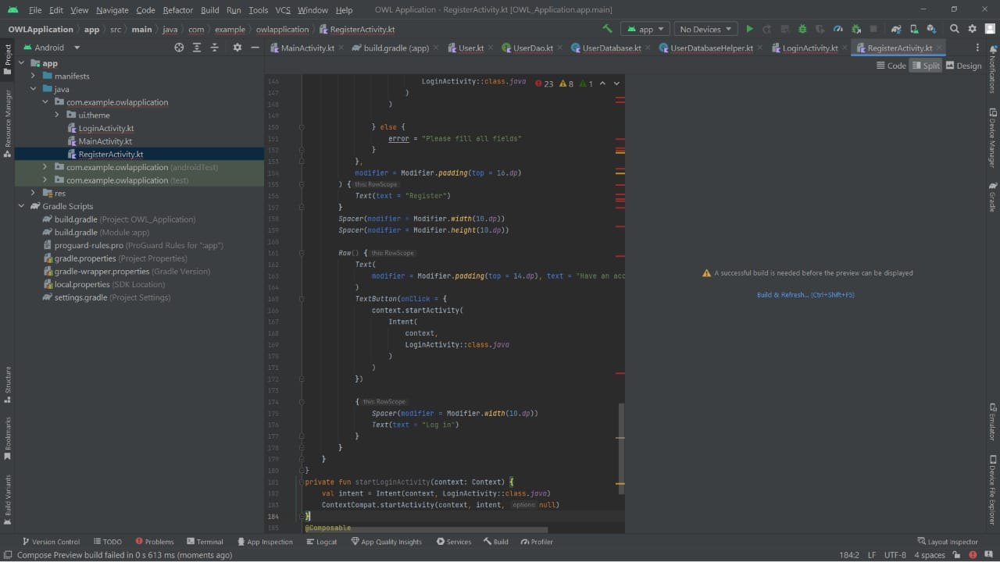 File Edit View Navigate Code Refactor Build Run Tools VCS Window Help OWL Application - RegisterActivity.kt [OWL_Application.app.main]
OWLApplication app src main java com example owlapplication RegisterActivity.kt app No Devices
Android MainActivity.kt build.gradle (:app) User.kt UserDao.kt UserDatabase.kt UserDatabaseHelper.kt LoginActivity.kt RegisterActivity.kt
Code Split Design
Project
Resource Manager
Structure
Bookmarks
Build Variants
app
manifests
java
com.example.owlapplication
ui.theme
LoginActivity.kt
MainActivity.kt
RegisterActivity.kt
com.example.owlapplication (androidTest)
com.example.owlapplication (test)
res
Gradle Scripts
build.gradle (Project: OWL_Application)
build.gradle (Module :app)
proguard-rules.pro (ProGuard Rules for ":app")
gradle.properties (Project Properties)
gradle-wrapper.properties (Gradle Version)
local.properties (SDK Location)
settings.gradle (Project Settings)
23 8 1
146 LoginActivity::class.java
147 )
148 )
149
150 } else {
151 error = "Please fill all fields"
152 }
153 },
154 modifier = Modifier.padding(top = 16.dp)
155 ) { this:RowScope
156 Text(text = "Register")
157 }
158 Spacer(modifier = Modifier.width(10.dp))
159 Spacer(modifier = Modifier.height(10.dp))
160
161 Row() { this:RowScope
162 Text(
163 modifier = Modifier.padding(top = 14.dp), text = "Have an acc
164 )
165 TextButton(onClick = {
166 context.startActivity(
167 Intent(
168 context,
169 LoginActivity::class.java
170 )
171 )
172 })
173
174 { this:RowScope
175 Spacer(modifier = Modifier.width(10.dp))
176 Text(text = "Log in")
177 }
178 }
179 }
180 }
181 private fun startLoginActivity(context: Context) {
182 val intent = Intent(context, LoginActivity::class.java)
183 ContextCompat.startActivity(context, intent, options: null)
184 }
185 @Composable
A successful build is needed before the preview can be displayed
Build & Refresh... (Ctrl+Shift+F5)
Notifications
Device Manager
Gradle
Emulator
Device File Explorer
Version Control TODO Problems Terminal App Inspection Logcat App Quality Insights Services Build Profiler Layout Inspector
Compose Preview build failed in 0 s 613 ms (moments ago) 184:2 LF UTF-8 4 spaces